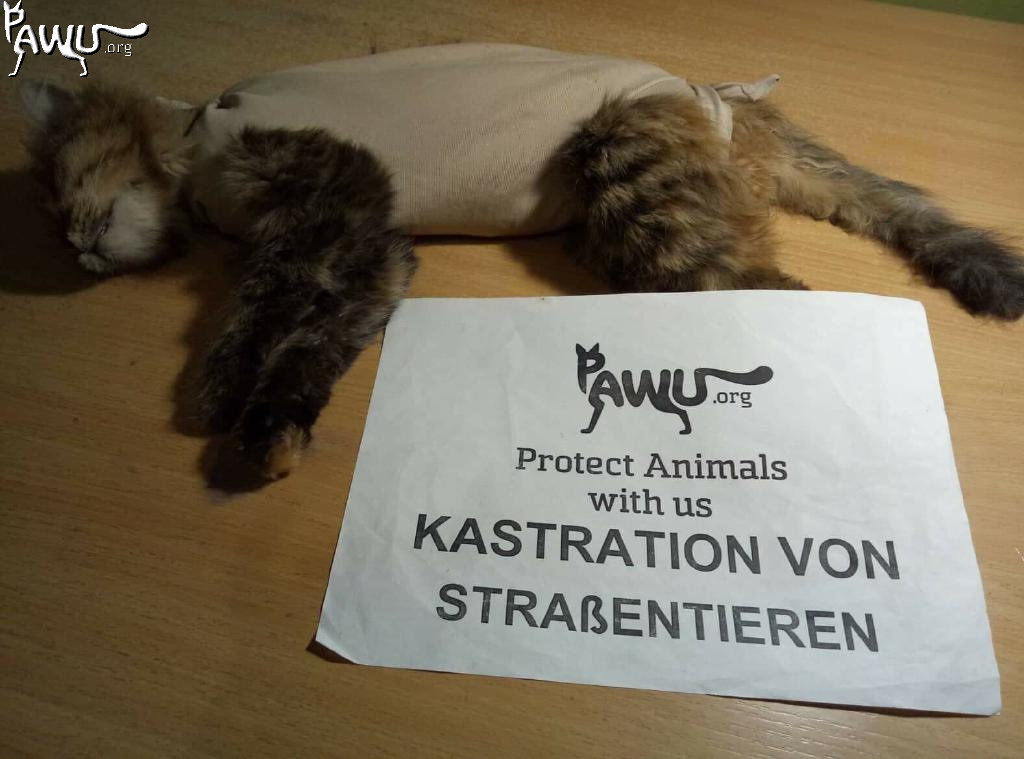 PAWU.org
PAWU.org
Protect Animals
with us
KASTRATION VON
STRAßENTIEREN